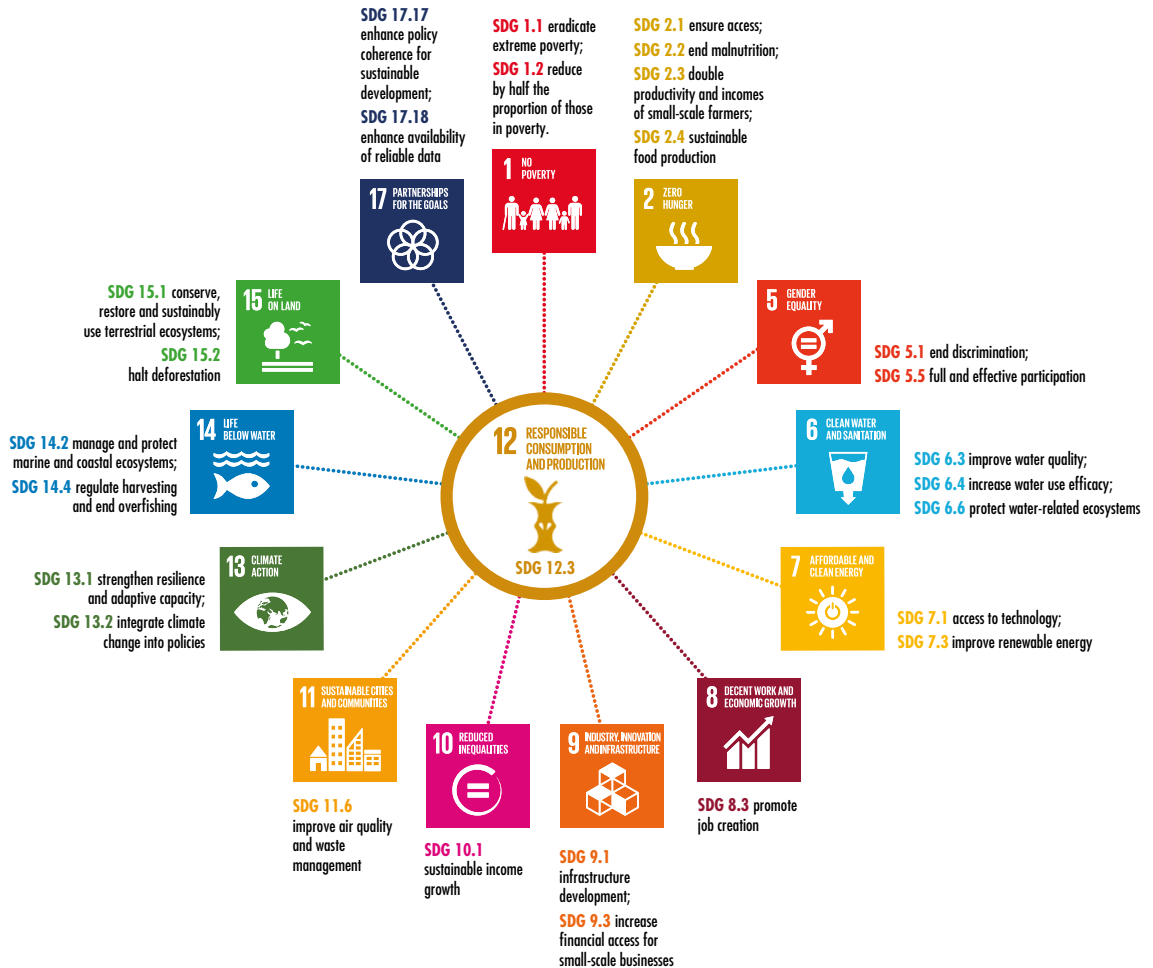 SDG 17.17
enhance policy
coherence for
sustainable
development;
SDG 17.18
enhance availability
of reliable data
17 PARTNERSHIPS
FOR THE GOALS
SDG 1.1 eradicate
extreme poverty;
SDG 1.2 reduce
by half the
proportion of those
in poverty.
1 NO
POVERTY
SDG 2.1 ensure access;
SDG 2.2 end malnutrition;
SDG 2.3 double
productivity and incomes
of small-scale farmers;
SDG 2.4 sustainable
food production
2 ZERO
HUNGER
5 GENDER
EQUALITY
SDG 5.1 end discrimination;
SDG 5.5 full and effective participation
6 CLEAN WATER
AND SANITATION
SDG 6.3 improve water quality;
SDG 6.4 increase water use efficacy;
SDG 6.6 protect water-related ecosystems
7 AFFORDABLE AND
CLEAN ENERGY
SDG 7.1 access to technology;
SDG 7.3 improve renewable energy
8 DECENT WORK AND
ECONOMIC GROWTH
SDG 8.3 promote
job creation
9 INDUSTRY, INNOVATION
AND INFRASTRUCTURE
SDG 9.1
infrastructure
development;
SDG 9.3 increase
financial access for
small-scale businesses
10 REDUCED
INEQUALITIES
SDG 10.1
sustainable income
growth
11 SUSTAINABLE CITIES
AND COMMUNITIES
SDG 11.6
improve air quality
and waste
management
13 CLIMATE
ACTION
SDG 13.1 strengthen resilience
and adaptive capacity;
SDG 13.2 integrate climate
change into policies
14 LIFE
BELOW WATER
SDG 14.2 manage and protect
marine and coastal ecosystems;
SDG 14.4 regulate harvesting
and end overfishing
15 LIFE
ON LAND
SDG 15.1 conserve,
restore and sustainably
use terrestrial ecosystems;
SDG 15.2
halt deforestation
12 RESPONSIBLE
CONSUMPTION
AND PRODUCTION
SDG 12.3